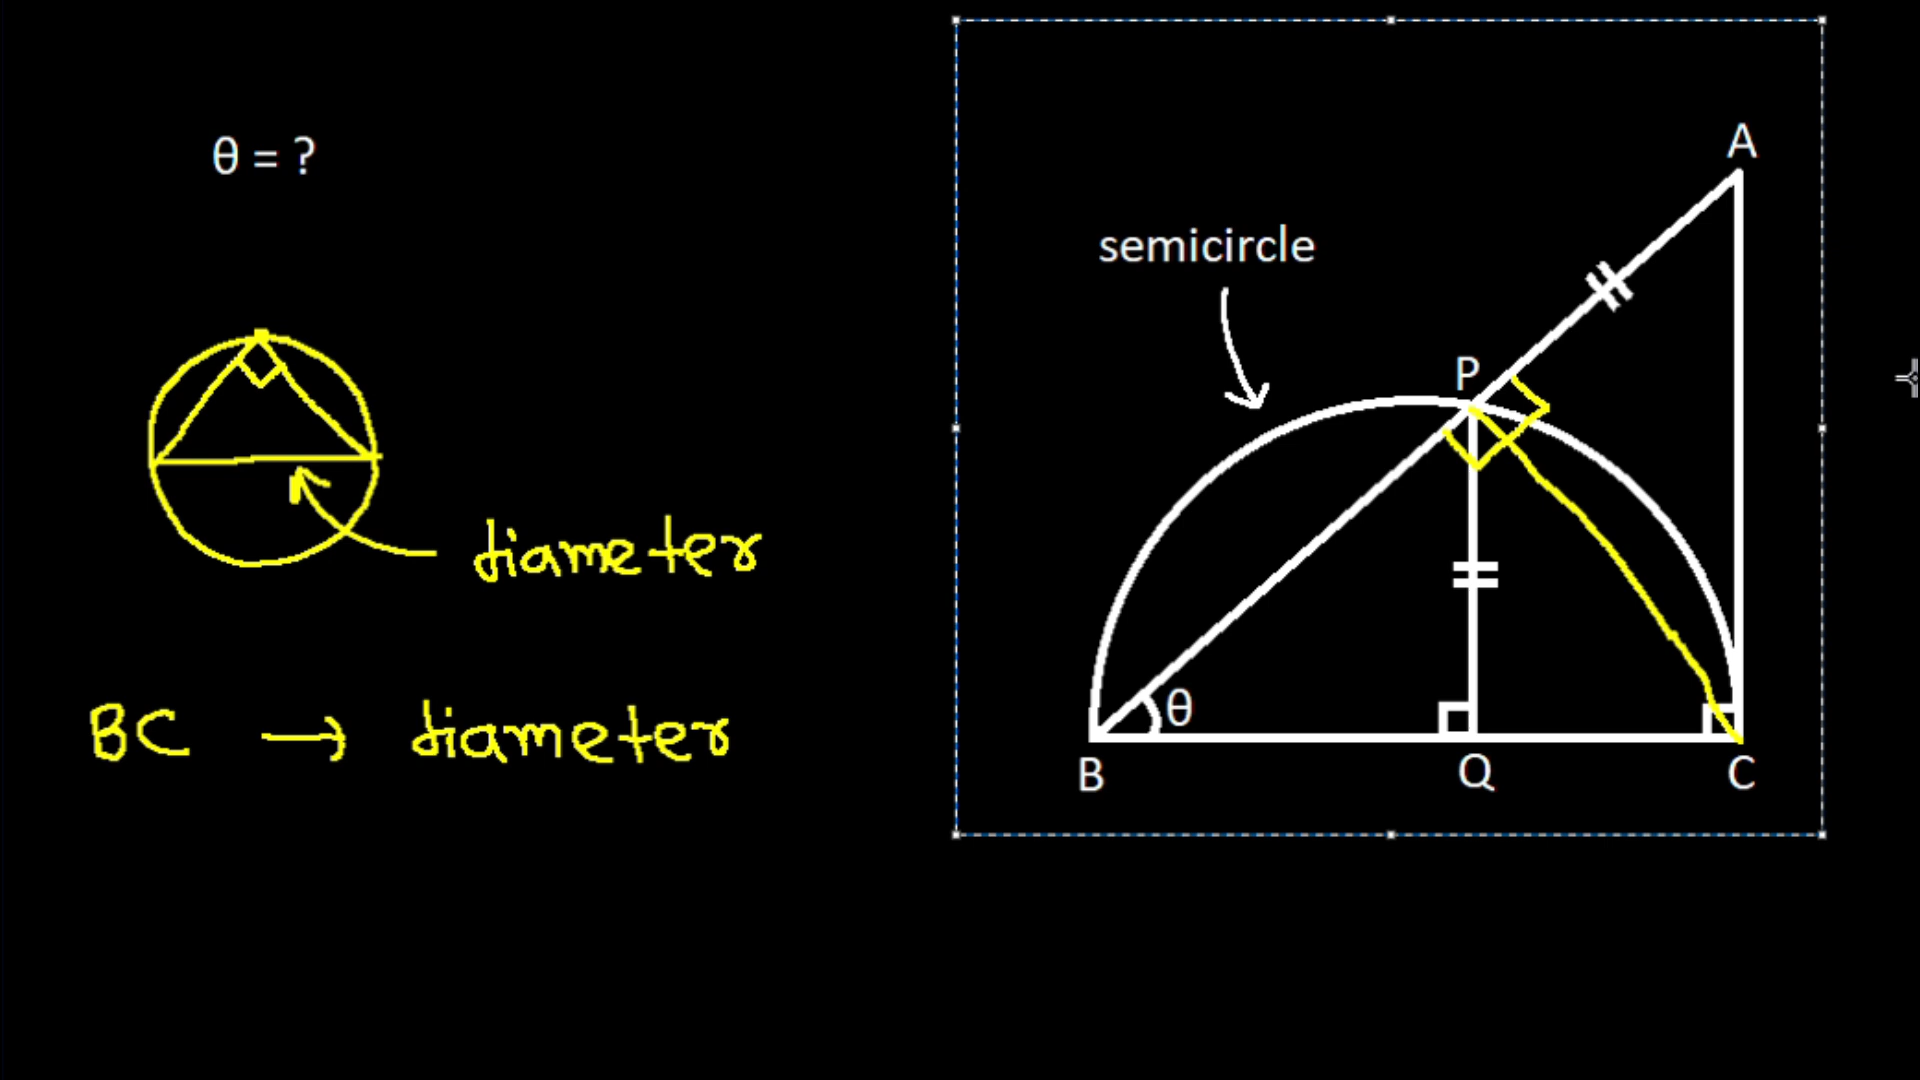 θ = ?
diameter
BC → diameter
semicircle
A
P
θ
B
Q
C